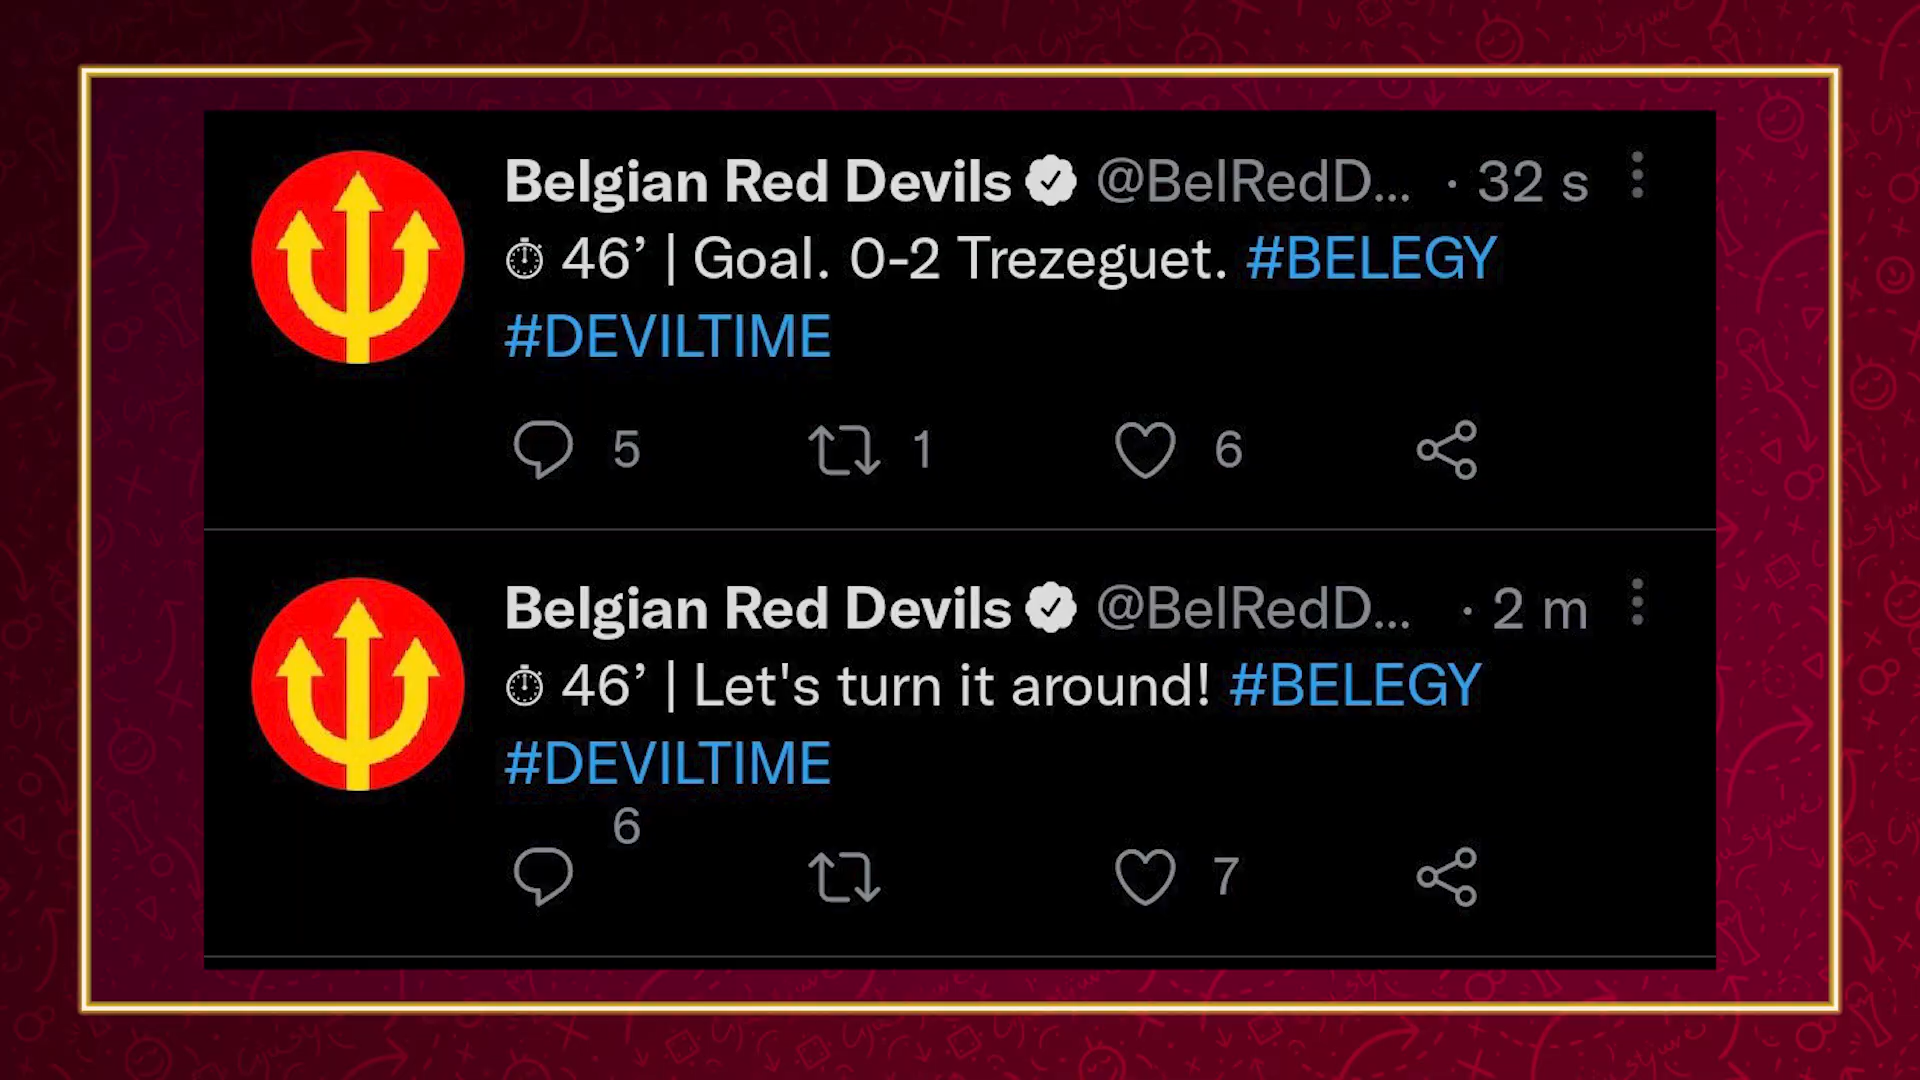 Belgian Red Devils @BelRedD... · 32 s
⏱ 46’ | Goal. 0-2 Trezeguet. #BELEGY
#DEVILTIME
5 1 6
Belgian Red Devils @BelRedD... · 2 m
⏱ 46’ | Let's turn it around! #BELEGY
#DEVILTIME
6 7